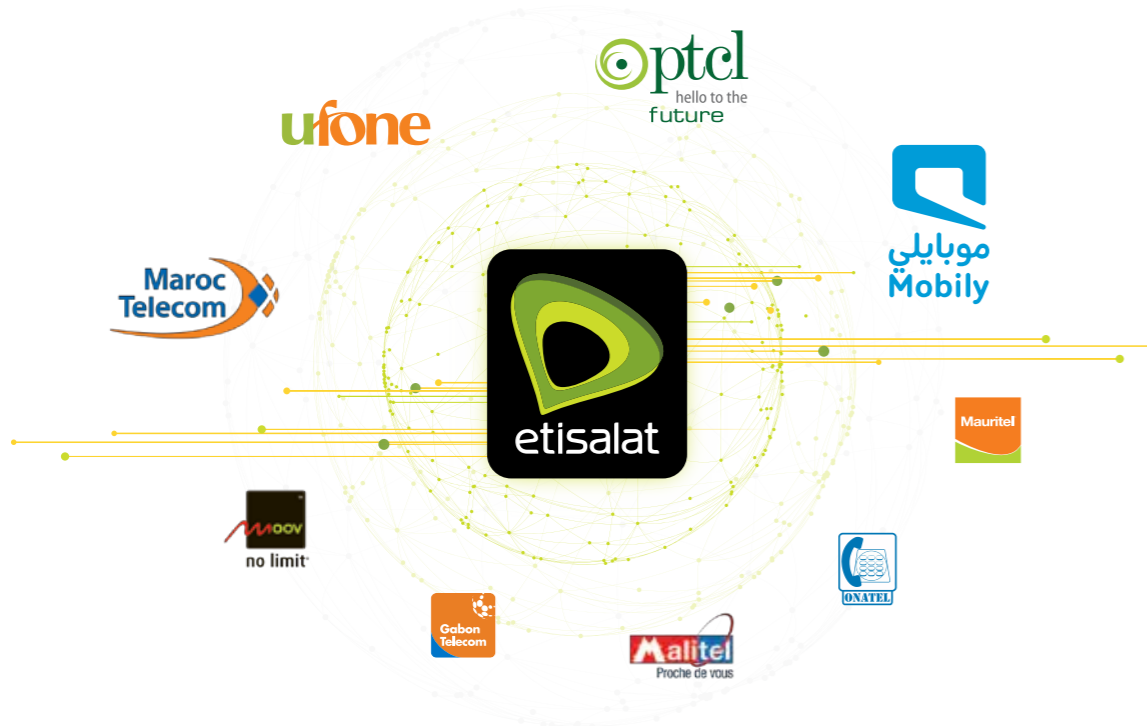 ptcl
hello to the
future
ufone
موبايلي
Mobily
Maroc
Telecom
etisalat
Mauritel
moov
no limit
ONATEL
Gabon
Telecom
Malitel
Proche de vous